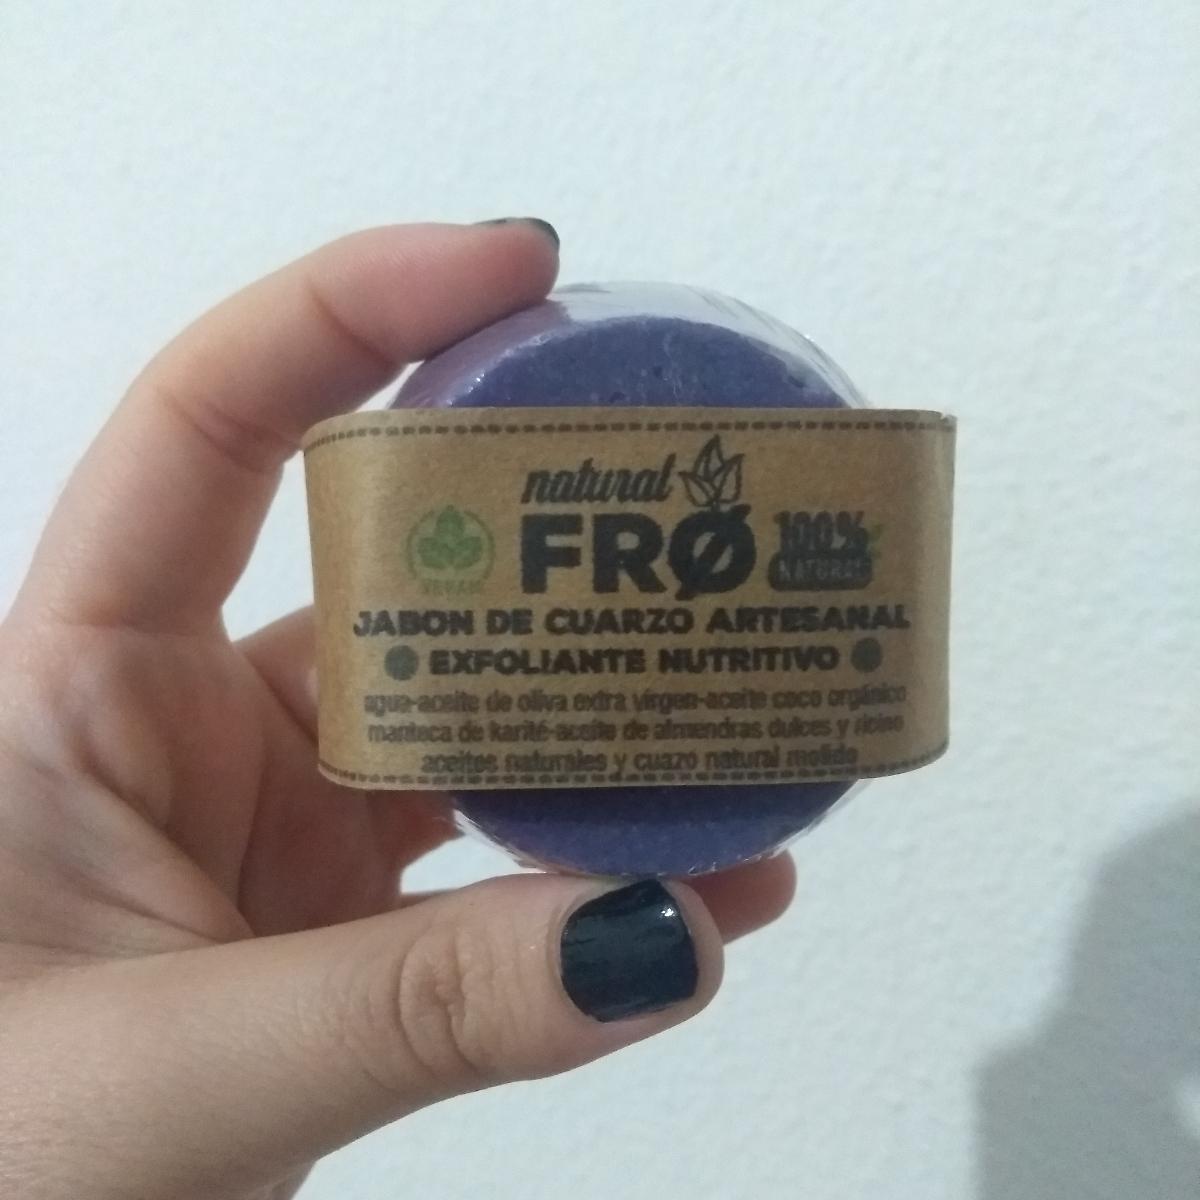 natural
FRØ
VEGAN
100%
NATURAL
JABON DE CUARZO ARTESANAL
EXFOLIANTE NUTRITIVO
agua-aceite de oliva extra virgen-aceite coco orgánico
manteca de karité-aceite de almendras dulces y ricino
aceites naturales y cuazo natural molido